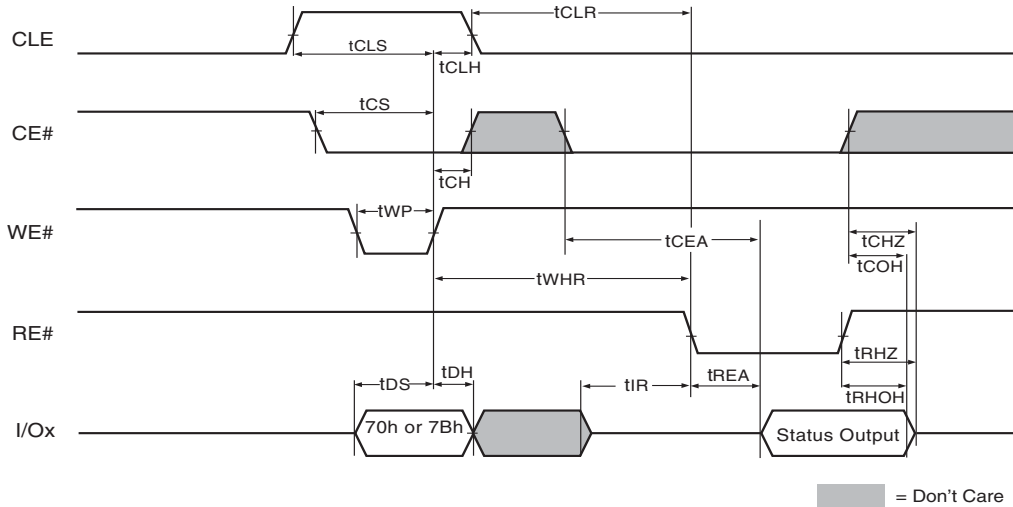 CLE
tCLR
tCLS
tCLH
CE#
tCS
tCH
WE#
tWP
tCEA
tCHZ
tCOH
tWHR
RE#
tRHZ
tDS
tDH
tIR
tREA
tRHOH
I/Ox
70h or 7Bh
Status Output
= Don't Care